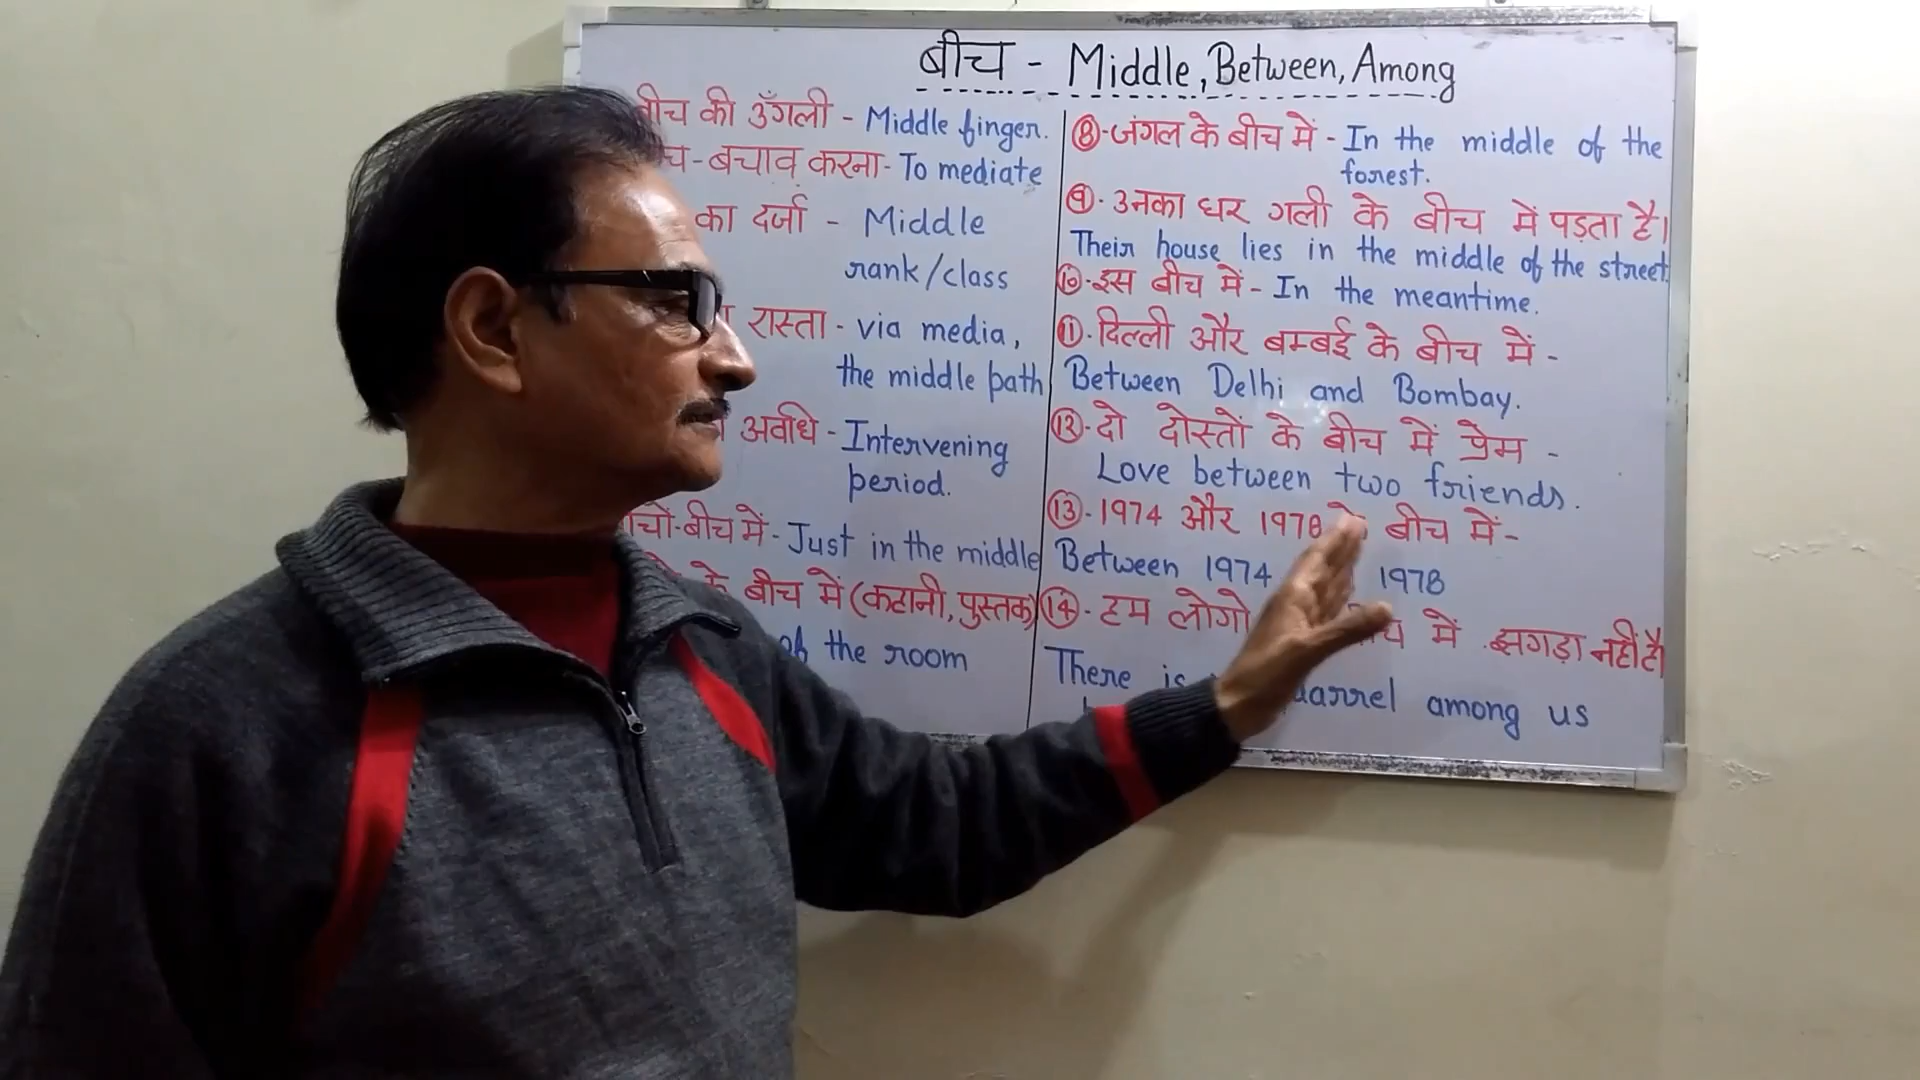 बीच - Middle, Between, Among
बीच की उँगली - Middle finger.
बचाव करना - To mediate
का दर्जा - Middle
rank/class
रास्ता - via media,
the middle path
अवधि - Intervening
period.
बीच में - Just in the middle
के बीच में (कहानी, पुस्तक)
of the room
⑧. जंगल के बीच में - In the middle of the
forest.
⑨. उनका घर गली के बीच में पड़ता है।
Their house lies in the middle of the street.
⑩. इस बीच में - In the meantime.
⑪. दिल्ली और बम्बई के बीच में -
Between Delhi and Bombay.
⑫. दो दोस्तों के बीच में प्रेम -
Love between two friends.
⑬. 1974 और 1978 के बीच में -
Between 1974 1978
⑭. हम लोगो में झगड़ा नहीं है।
There is quarrel among us